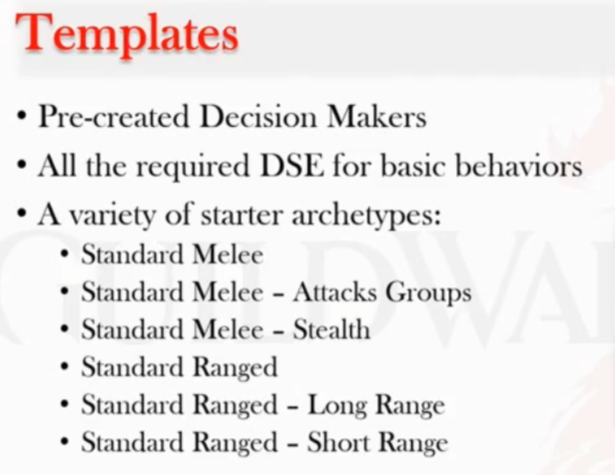 Templates
• Pre-created Decision Makers
• All the required DSE for basic behaviors
• A variety of starter archetypes:
• Standard Melee
• Standard Melee – Attacks Groups
• Standard Melee – Stealth
• Standard Ranged
• Standard Ranged – Long Range
• Standard Ranged – Short Range
GUILDWA